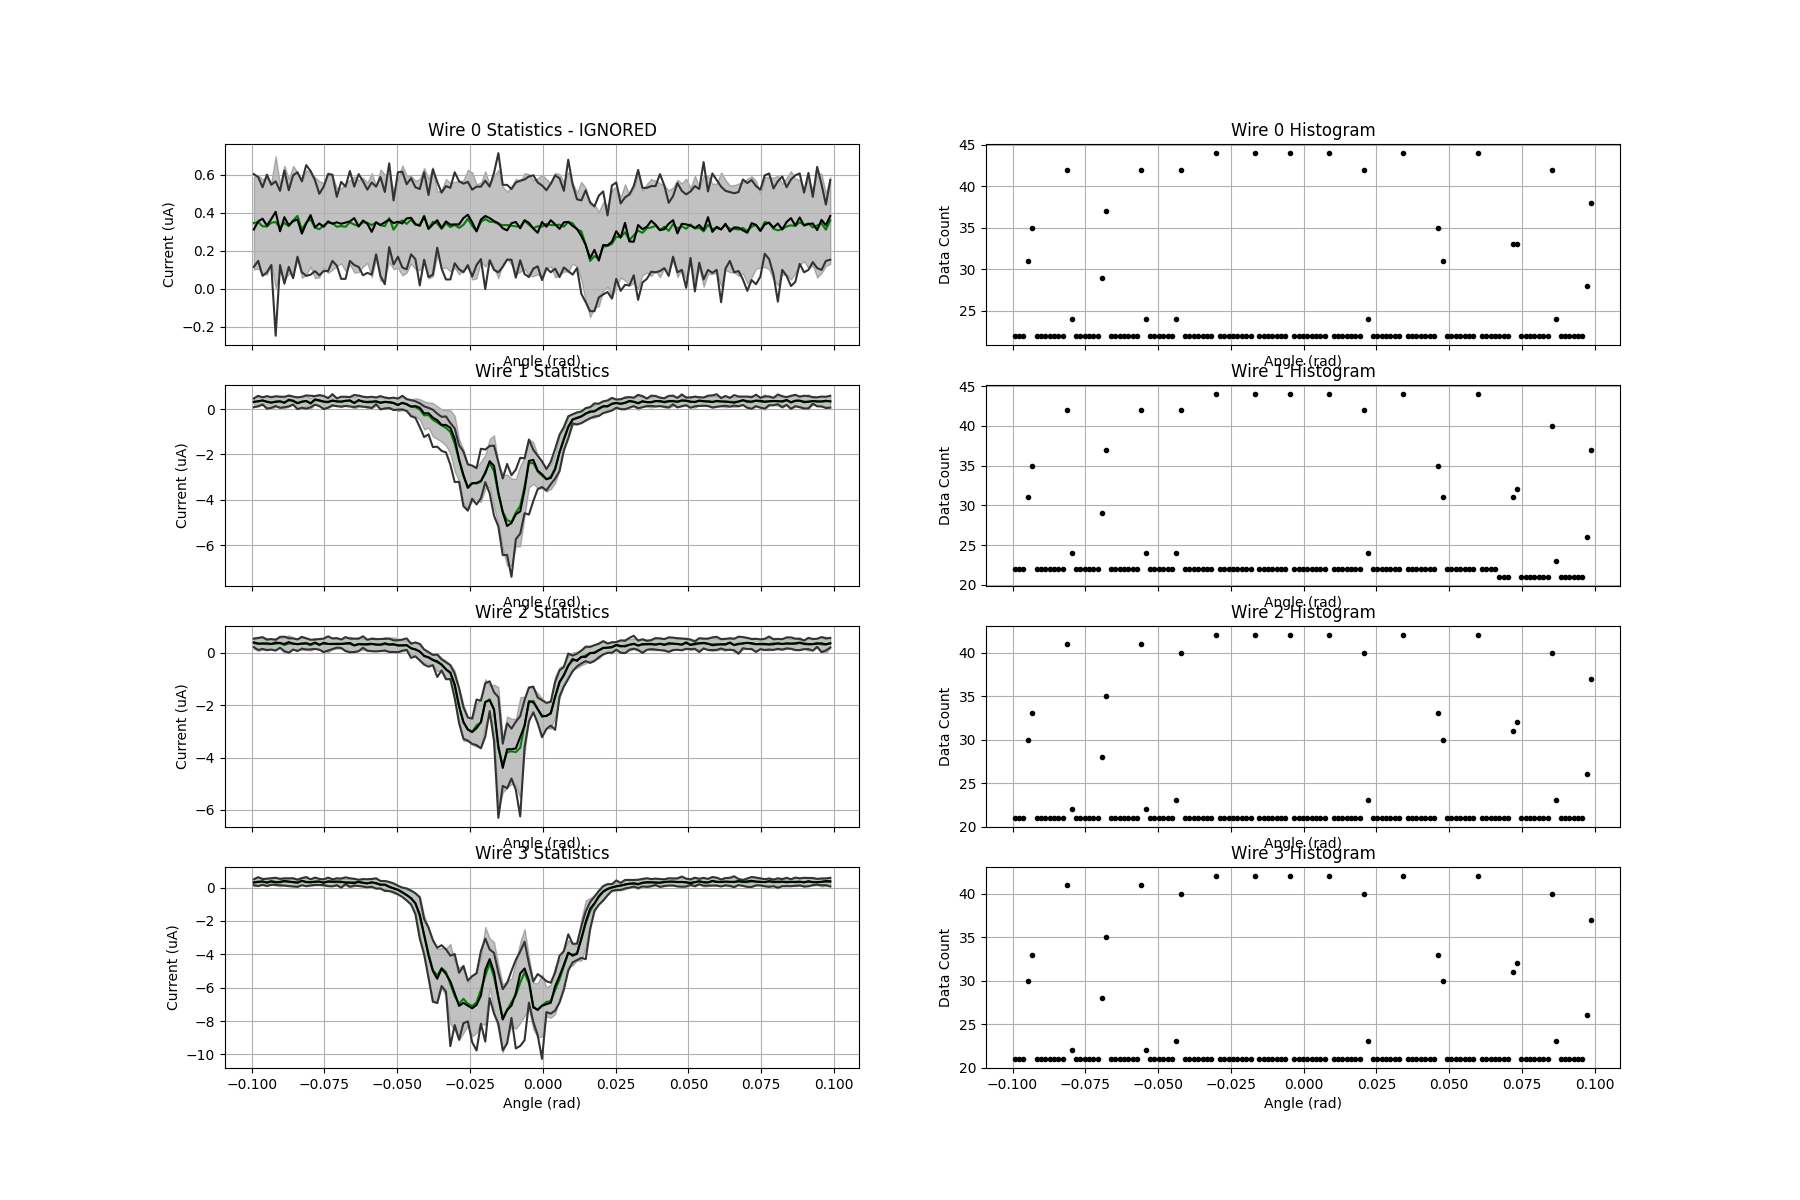 Wire 0 Statistics - IGNORED
Current (uA)
0.6
0.4
0.2
0.0
−0.2
Angle (rad)
Wire 0 Histogram
Data Count
45
40
35
30
25
Angle (rad)
Wire 1 Statistics
Current (uA)
0
−2
−4
−6
Angle (rad)
Wire 1 Histogram
Data Count
45
40
35
30
25
20
Angle (rad)
Wire 2 Statistics
Current (uA)
0
−2
−4
−6
Angle (rad)
Wire 2 Histogram
Data Count
40
35
30
25
20
Angle (rad)
Wire 3 Statistics
Current (uA)
0
−2
−4
−6
−8
−10
−0.100 −0.075 −0.050 −0.025 0.000 0.025 0.050 0.075 0.100
Angle (rad)
Wire 3 Histogram
Data Count
40
35
30
25
20
−0.100 −0.075 −0.050 −0.025 0.000 0.025 0.050 0.075 0.100
Angle (rad)